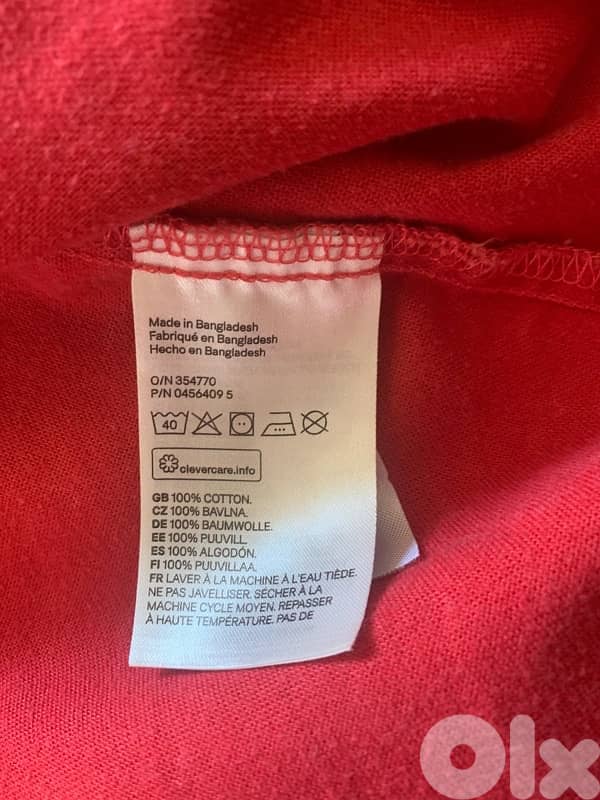 Made in Bangladesh
Fabriqué en Bangladesh
Hecho en Bangladesh
O/N 354770
P/N 0456409 5
40
clevercare.info
GB 100% COTTON.
CZ 100% BAVLNA.
DE 100% BAUMWOLLE.
EE 100% PUUVILL.
ES 100% ALGODÓN.
FI 100% PUUVILLAA.
FR LAVER À LA MACHINE À L'EAU TIÈDE.
NE PAS JAVELLISER. SÉCHER À LA
MACHINE CYCLE MOYEN. REPASSER
À HAUTE TEMPÉRATURE. PAS DE
Olx